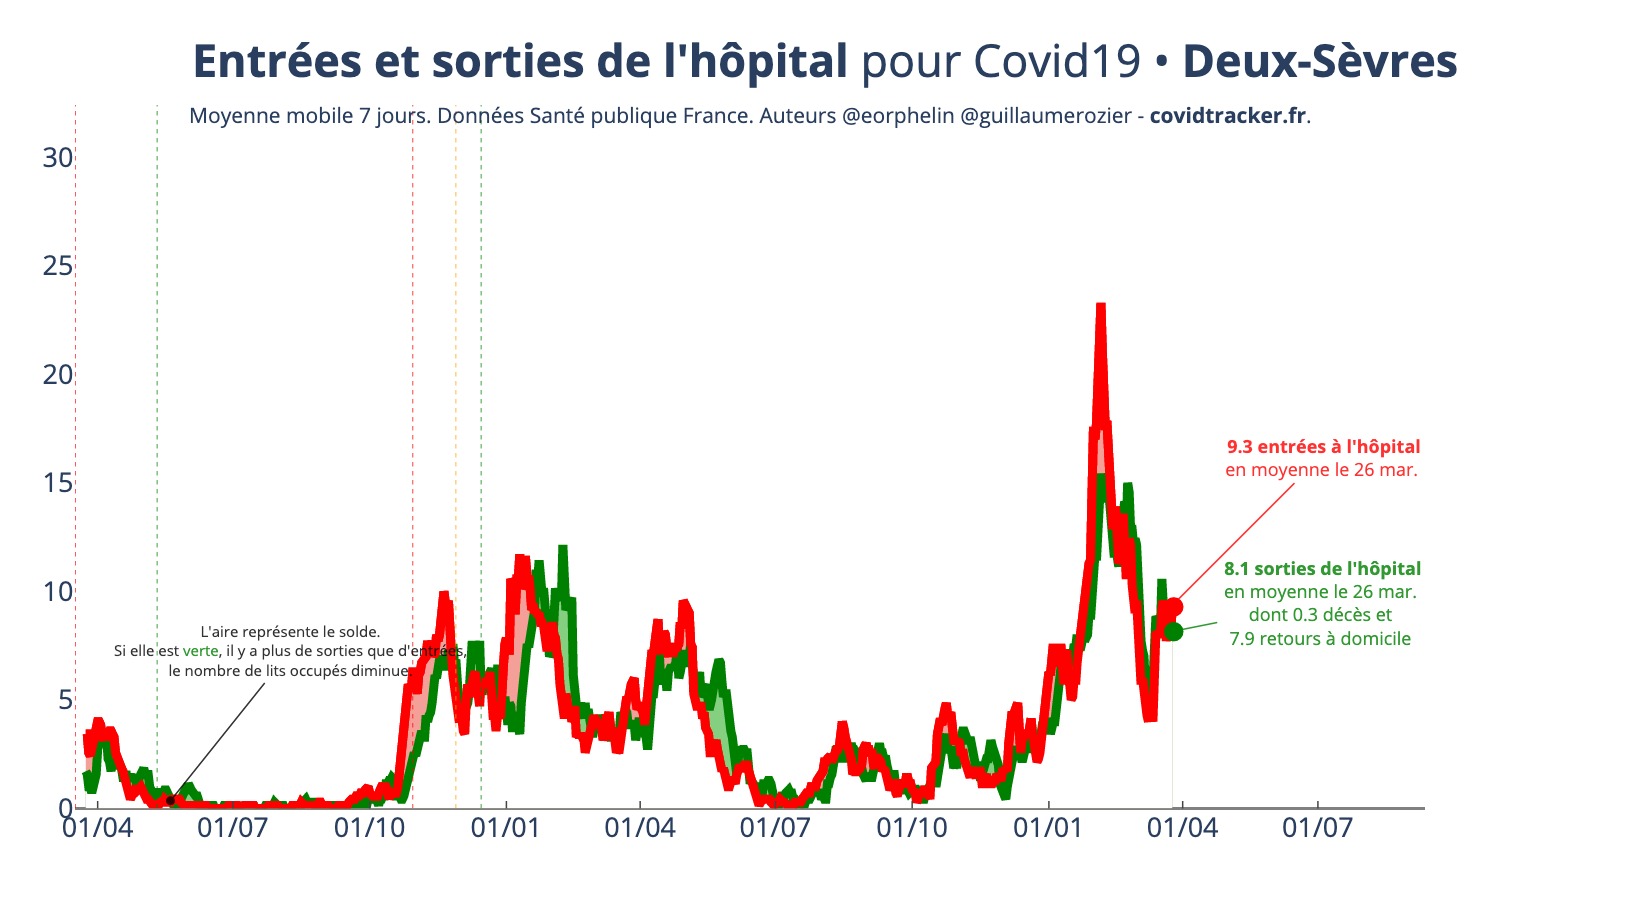 Entrées et sorties de l'hôpital pour Covid19 • Deux-Sèvres
Moyenne mobile 7 jours. Données Santé publique France. Auteurs @eorphelin @guillaumerozier - covidtracker.fr.
30
25
20
15
10
5
0
9.3 entrées à l'hôpital
en moyenne le 26 mar.
8.1 sorties de l'hôpital
en moyenne le 26 mar.
dont 0.3 décès et
7.9 retours à domicile
L'aire représente le solde.
Si elle est verte, il y a plus de sorties que d'entrées,
le nombre de lits occupés diminue.
01/04 01/07 01/10 01/01 01/04 01/07 01/10 01/01 01/04 01/07